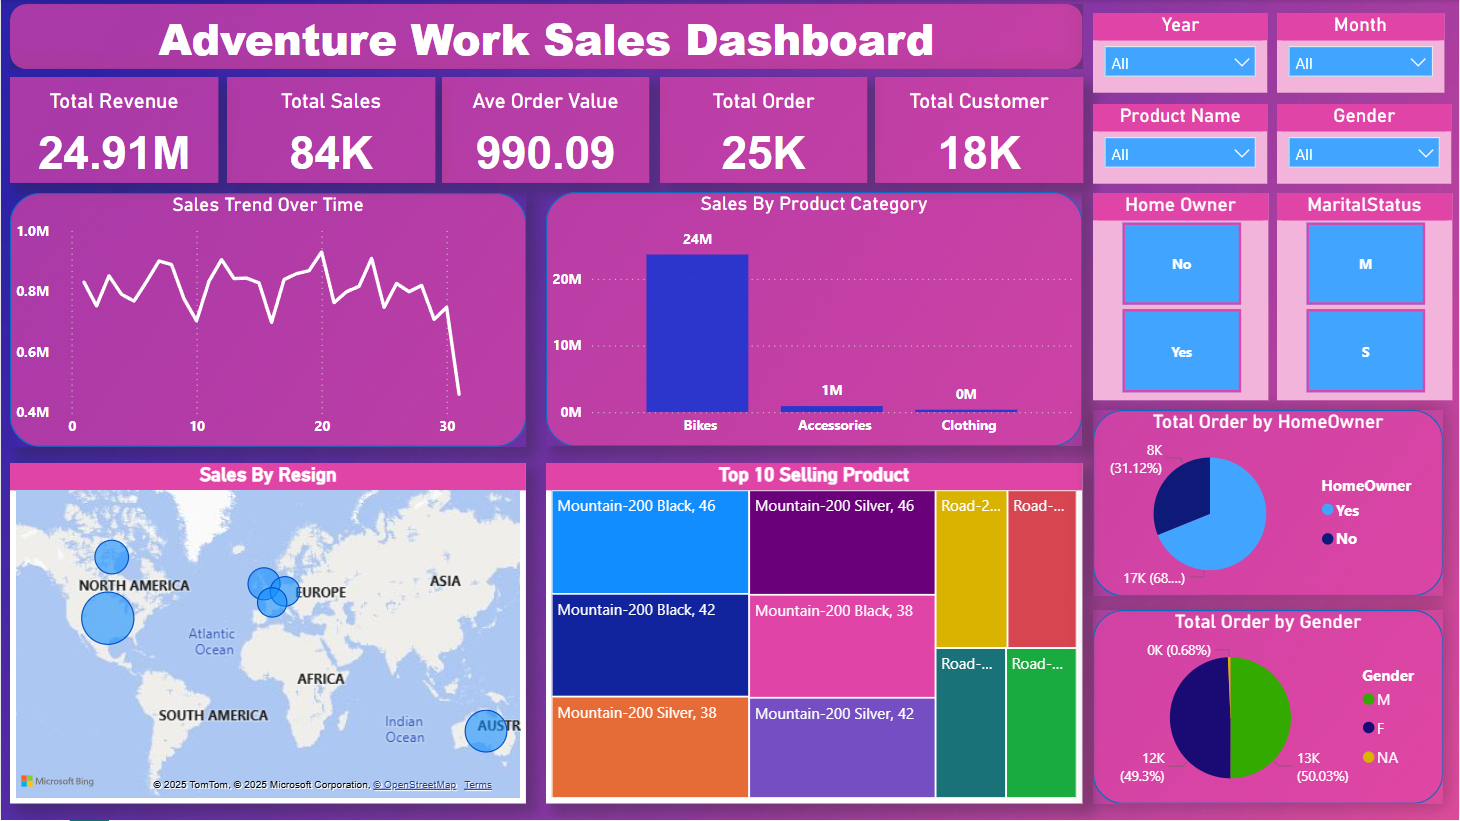 Adventure Work Sales Dashboard
Total Revenue
24.91M
Total Sales
84K
Ave Order Value
990.09
Total Order
25K
Total Customer
18K
Year
All
Month
All
Product Name
All
Gender
All
Home Owner
No
Yes
MaritalStatus
M
S
Sales Trend Over Time
1.0M
0.8M
0.6M
0.4M
0 10 20 30
Sales By Product Category
20M
10M
0M
24M
1M
0M
Bikes Accessories Clothing
Sales By Resign
NORTH AMERICA
EUROPE
ASIA
Atlantic
Ocean
AFRICA
SOUTH AMERICA
Indian
Ocean
AUSTR
Microsoft Bing
© 2025 TomTom, © 2025 Microsoft Corporation, © OpenStreetMap Terms
Top 10 Selling Product
Mountain-200 Black, 46
Mountain-200 Silver, 46
Road-2...
Road-...
Mountain-200 Black, 42
Mountain-200 Black, 38
Road-...
Road-...
Mountain-200 Silver, 38
Mountain-200 Silver, 42
Total Order by HomeOwner
8K
(31.12%)
17K (68....)
HomeOwner
Yes
No
Total Order by Gender
0K (0.68%)
12K
(49.3%)
13K
(50.03%)
Gender
M
F
NA